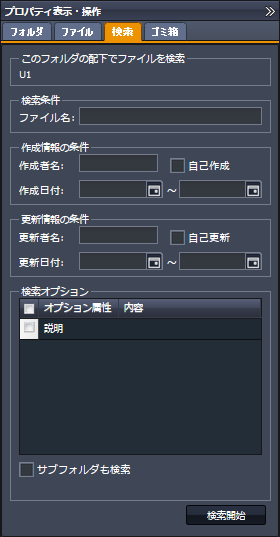 プロパティ表示・操作
フォルダ ファイル 検索 ゴミ箱
このフォルダの配下でファイルを検索
U1
検索条件
ファイル名:
作成情報の条件
作成者名: 自己作成
作成日付: ～
更新情報の条件
更新者名: 自己更新
更新日付: ～
検索オプション
オプション属性 内容
説明
サブフォルダも検索
検索開始